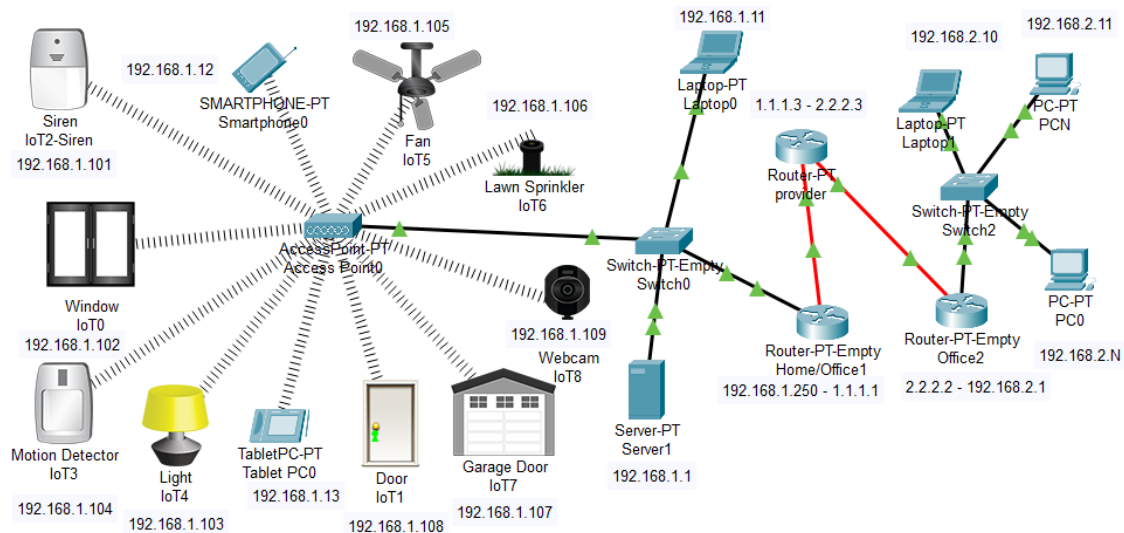 Siren
IoT2-Siren
192.168.1.101
192.168.1.12
SMARTPHONE-PT
Smartphone0
192.168.1.105
Fan
IoT5
192.168.1.106
Lawn Sprinkler
IoT6
AccessPoint-PT
Access Point0
Window
IoT0
192.168.1.102
Motion Detector
IoT3
192.168.1.104
Light
IoT4
192.168.1.103
TabletPC-PT
Tablet PC0
192.168.1.13
Door
IoT1
192.168.1.108
Garage Door
IoT7
192.168.1.107
192.168.1.109
Webcam
IoT8
192.168.1.11
Laptop-PT
Laptop0
Switch-PT-Empty
Switch0
Server-PT
Server1
192.168.1.1
1.1.1.3 - 2.2.2.3
Router-PT
provider
Router-PT-Empty
Home/Office1
192.168.1.250 - 1.1.1.1
192.168.2.10
Laptop-PT
Laptop1
192.168.2.11
PC-PT
PCN
Switch-PT-Empty
Switch2
Router-PT-Empty
Office2
2.2.2.2 - 192.168.2.1
PC-PT
PC0
192.168.2.N